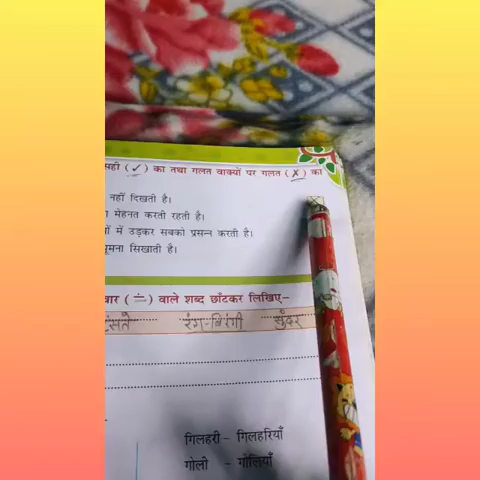 सही (✓) का तथा गलत वाक्यों पर गलत (✗) का
नहीं दिखती है।
मेहनत करती रहती है।
में उड़कर सबको प्रसन्न करती है।
घूमना सिखाती है।
वाले शब्द छाँटकर लिखिए–
रंग-बिरंगी सुंदर
गिलहरी – गिलहरियाँ
गोली – गोलियाँ